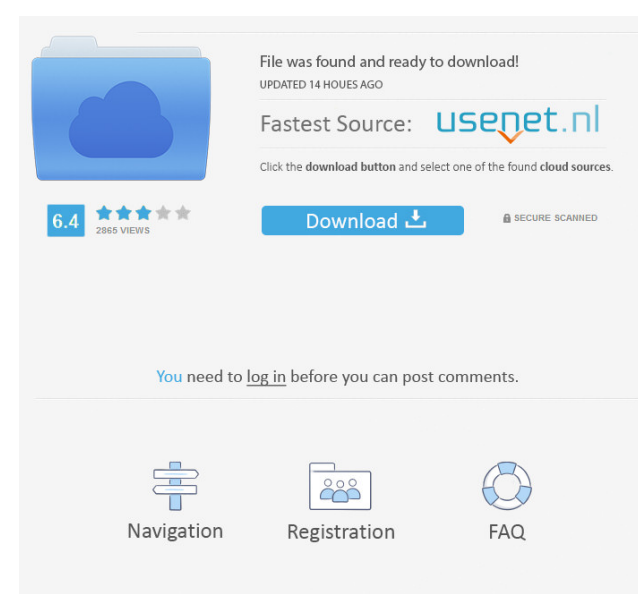 File was found and ready to download!
UPDATED 14 HOUES AGO
Fastest Source: usenet.nl
Click the download button and select one of the found cloud sources.
6.4
2865 VIEWS
Download
SECURE SCANNED
You need to log in before you can post comments.
Navigation
Registration
FAQ